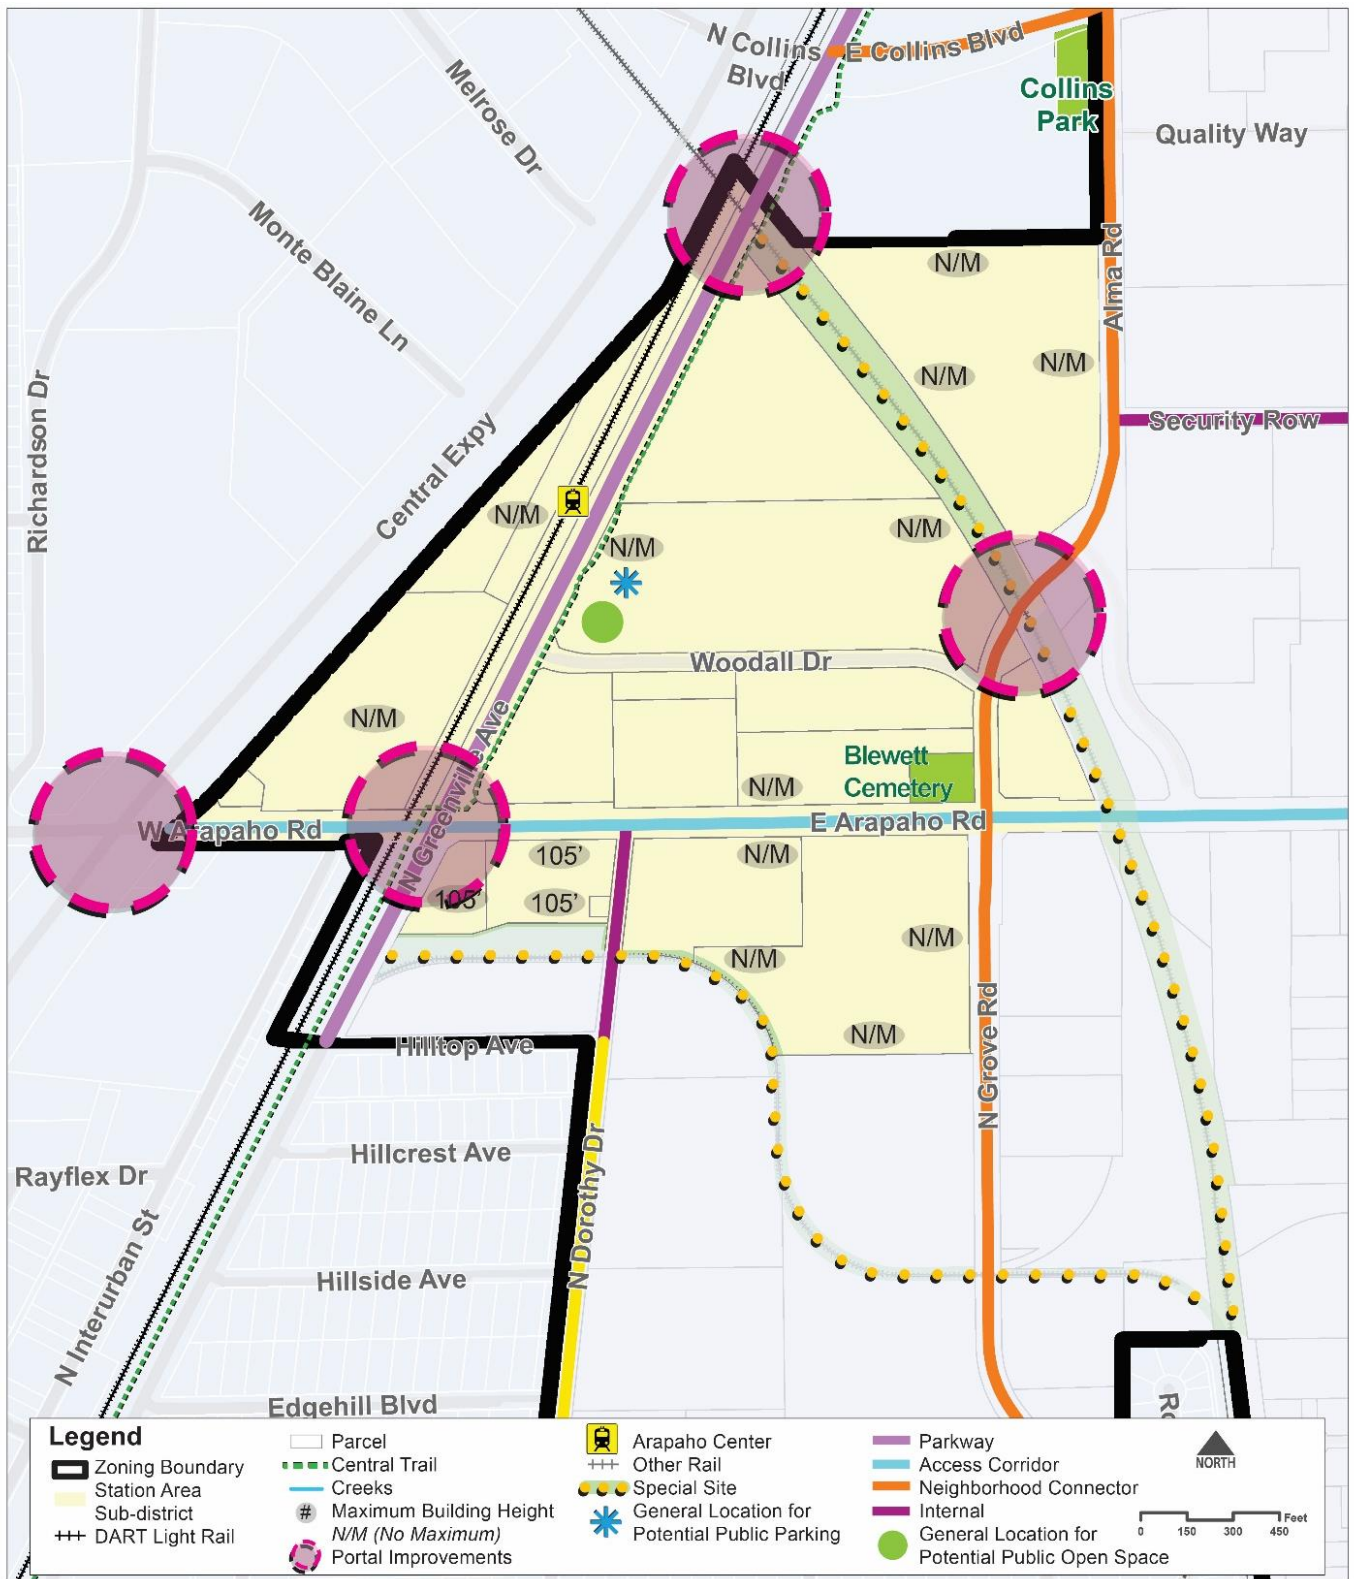 N Collins
Blvd
E Collins Blvd
Collins
Park
Melrose Dr
Quality Way
Monte Blaine Ln
N/M
Alma Rd
N/M
N/M
Richardson Dr
Central Expy
Security Row
N/M
N/M
N/M
Woodall Dr
N/M
N Greenville Ave
Blewett
Cemetery
N/M
W Arapaho Rd
E Arapaho Rd
105'
N/M
105'
105'
N/M
N/M
N/M
Hilltop Ave
N Grove Rd
Hillcrest Ave
Rayflex Dr
N Dorothy Dr
N Interurban St
Hillside Ave
Edgehill Blvd
Legend
Zoning Boundary
Station Area
Sub-district
DART Light Rail
Parcel
Central Trail
Creeks
# Maximum Building Height
N/M (No Maximum)
Portal Improvements
Arapaho Center
Other Rail
Special Site
General Location for
Potential Public Parking
Parkway
Access Corridor
Neighborhood Connector
Internal
General Location for
Potential Public Open Space
NORTH
Feet
0 150 300 450